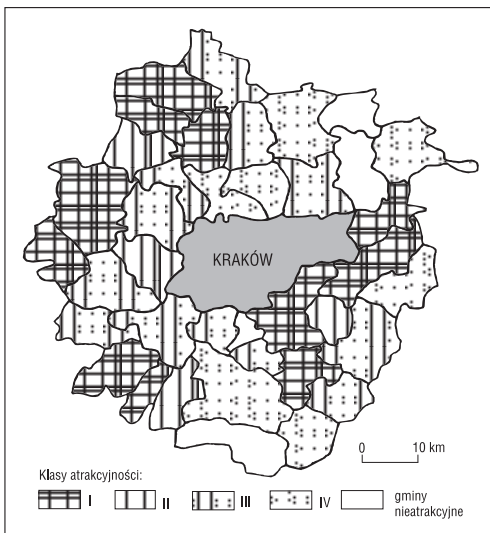 KRAKÓW
0 10 km
Klasy atrakcyjności:
I II III IV gminy
nieatrakcyjne